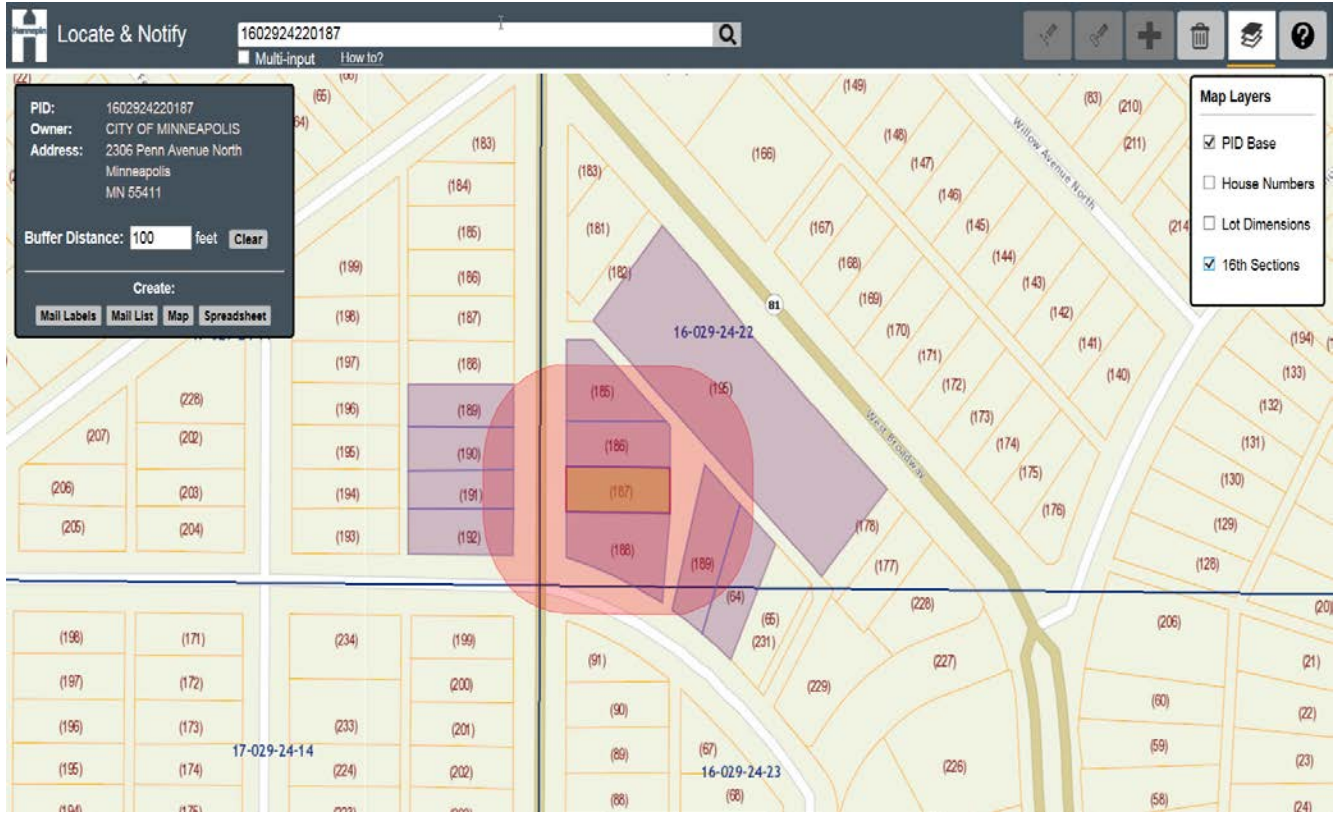 Hennepin
Locate & Notify
1602924220187
Multi-input How to?
PID: 1602924220187
Owner: CITY OF MINNEAPOLIS
Address: 2306 Penn Avenue North
Minneapolis
MN 55411
Buffer Distance: 100 feet Clear
Create:
Mail Labels Mail List Map Spreadsheet
Map Layers
PID Base
House Numbers
Lot Dimensions
16th Sections
(65)
(149) (83) (210)
(183) (166) (148) (211)
(183) (147)
(184) (146)
Willow Avenue North
(185) (181) (167) (145)
(199) (186) (182) (168) (144)
(169) (143)
(198) (187) 81 (170) (142)
16-029-24-22
(171) (141) (194)
(197) (188) (172) (140) (133)
(228) (196) (189) (185) (195) (173) (132)
West Broadway
(207) (202) (195) (190) (186) (174) (131)
(206) (203) (194) (191) (187) (175) (130)
(205) (204) (193) (192) (188) (189) (178) (176) (129)
(177) (128)
(64) (228)
(198) (171) (234) (199) (65) (206)
(231)
(91) (227) (21)
(197) (172) (200) (229)
(90) (60) (22)
(196) (173) (233) (201)
17-029-24-14
(89) (67) (59) (23)
(195) (174) (224) (202) (226)
16-029-24-23
(88) (68) (58) (24)